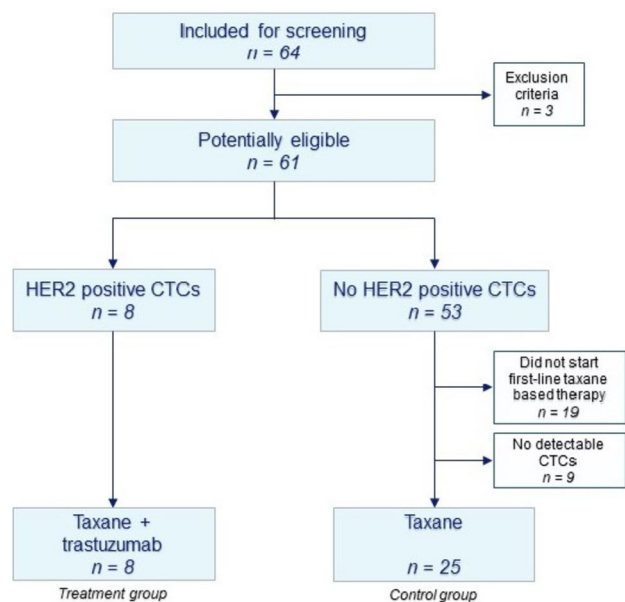 Included for screening
n = 64
Exclusion
criteria
n = 3
Potentially eligible
n = 61
HER2 positive CTCs
n = 8
No HER2 positive CTCs
n = 53
Did not start
first-line taxane
based therapy
n = 19
No detectable
CTCs
n = 9
Taxane +
trastuzumab
n = 8
Taxane
n = 25
Treatment group
Control group